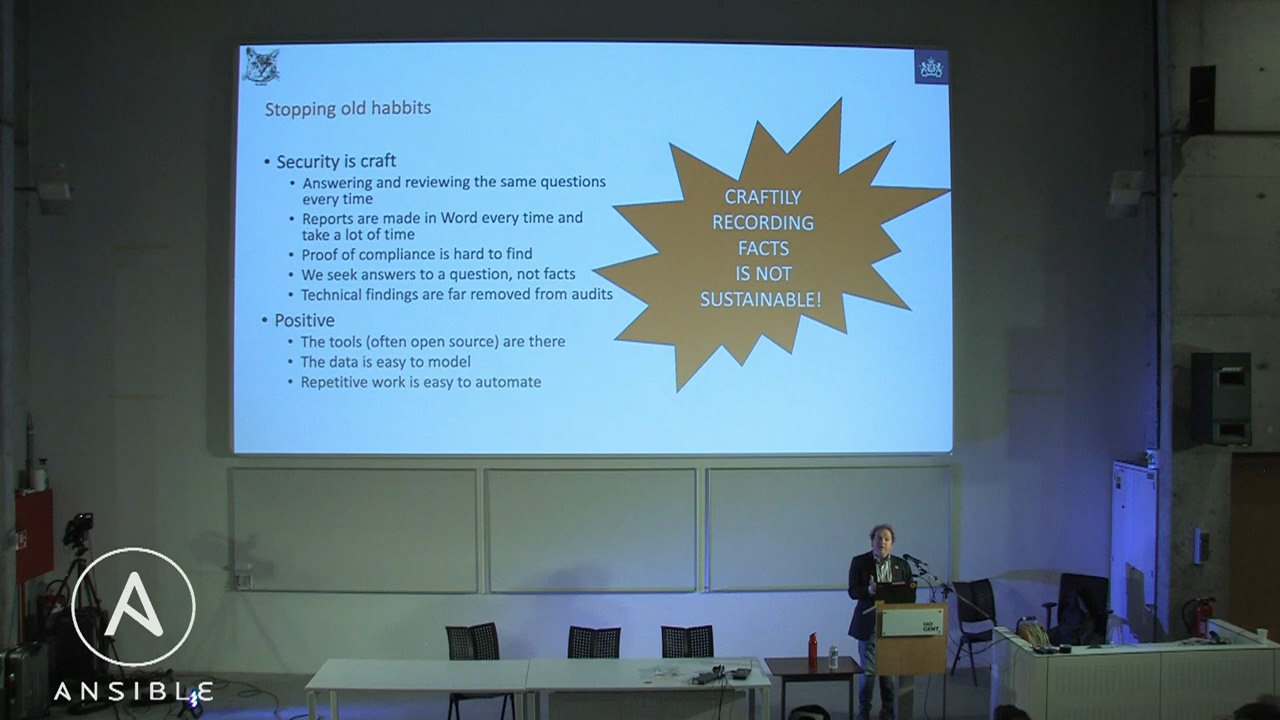 Stopping old habbits
• Security is craft
• Answering and reviewing the same questions
every time
• Reports are made in Word every time and
take a lot of time
• Proof of compliance is hard to find
• We seek answers to a question, not facts
• Technical findings are far removed from audits
• Positive
• The tools (often open source) are there
• The data is easy to model
• Repetitive work is easy to automate
CRAFTILY
RECORDING
FACTS
IS NOT
SUSTAINABLE!
HO
GENT
ANSIBLE